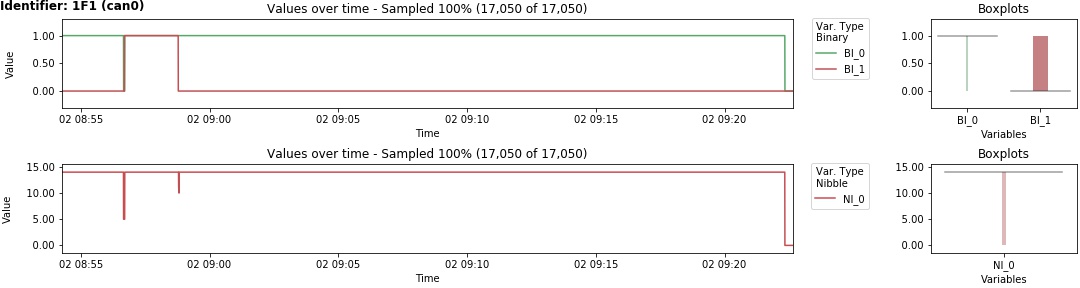 Identifier: 1F1 (can0)
Values over time - Sampled 100% (17,050 of 17,050)
Value
1.00
0.50
0.00
02 08:55
02 09:00
02 09:05
02 09:10
02 09:15
02 09:20
Time
Var. Type
Binary
BI_0
BI_1
Boxplots
1.00
0.50
0.00
BI_0
BI_1
Variables
Values over time - Sampled 100% (17,050 of 17,050)
Value
15.00
10.00
5.00
0.00
02 08:55
02 09:00
02 09:05
02 09:10
02 09:15
02 09:20
Time
Var. Type
Nibble
NI_0
Boxplots
15.00
10.00
5.00
0.00
NI_0
Variables